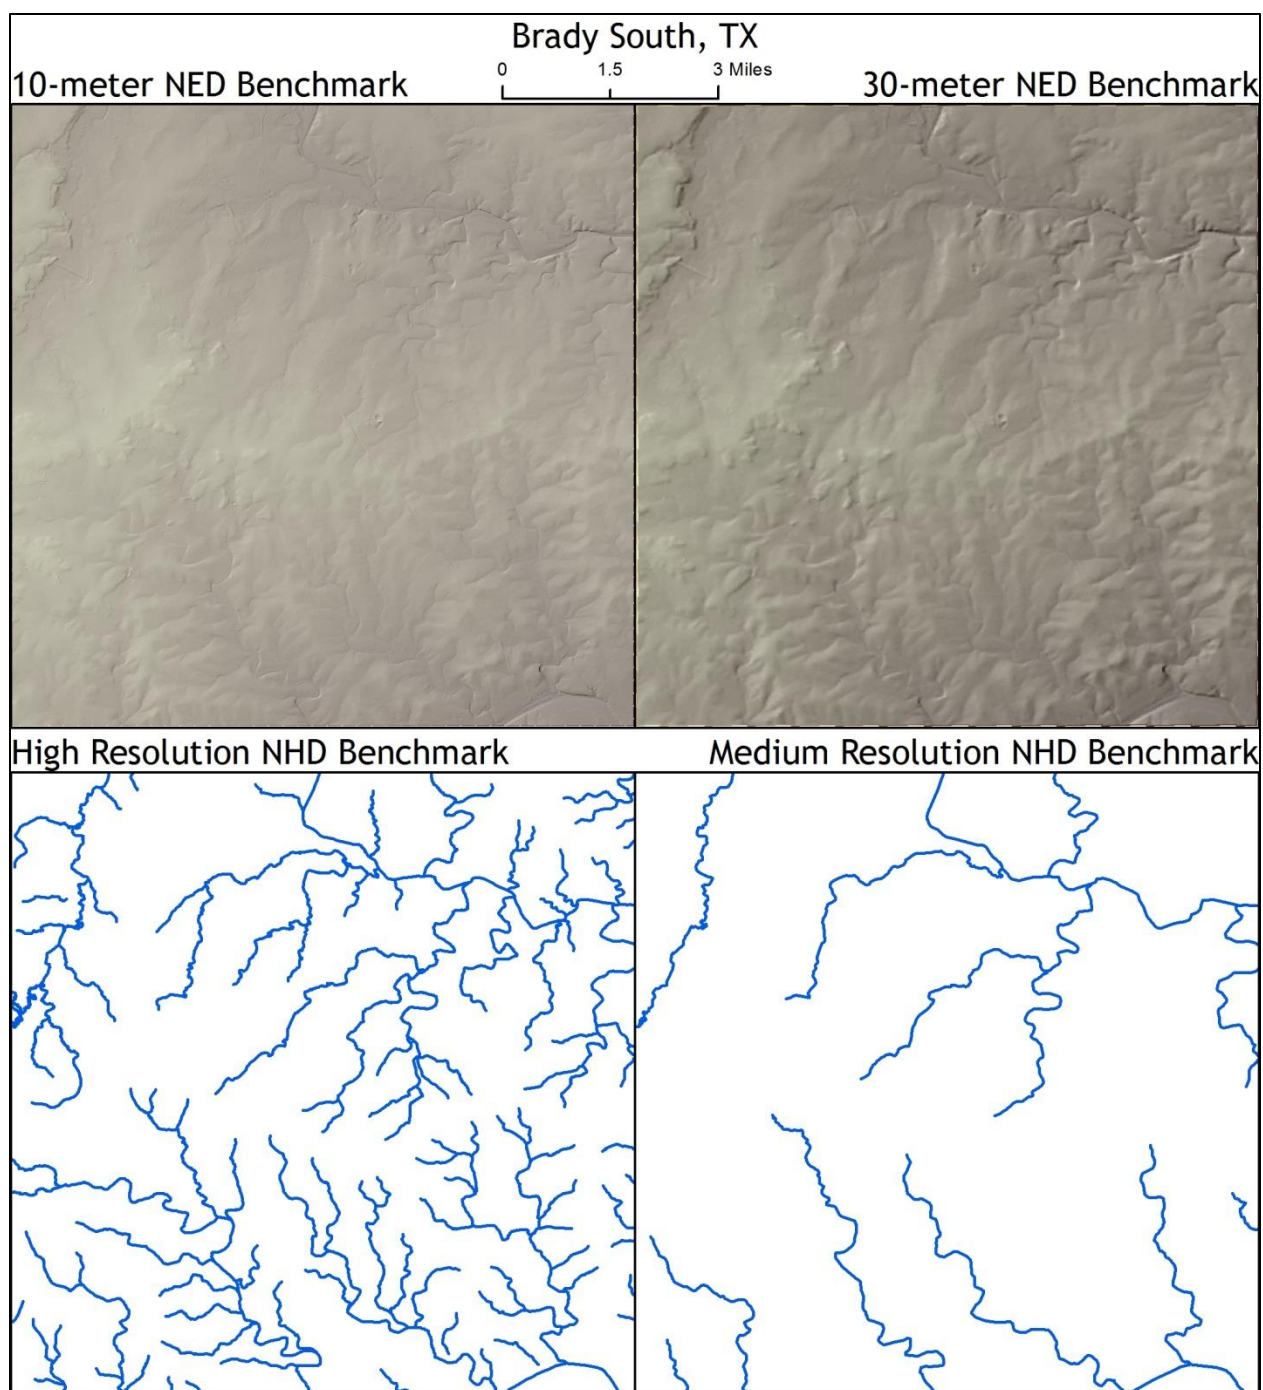 Brady South, TX
0 1.5 3 Miles
10-meter NED Benchmark
30-meter NED Benchmark
High Resolution NHD Benchmark
Medium Resolution NHD Benchmark